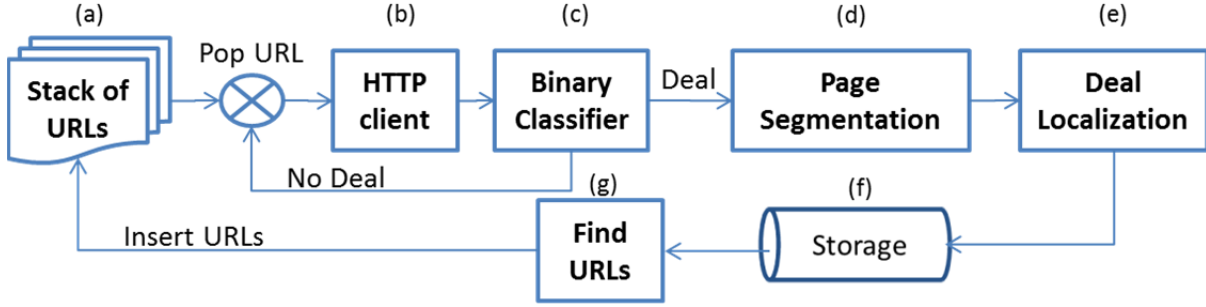 (a)
(b)
(c)
(d)
(e)
Pop URL
Stack of
URLs
HTTP
client
Binary
Classifier
Deal
Page
Segmentation
Deal
Localization
No Deal
(g)
(f)
Insert URLs
Find
URLs
Storage